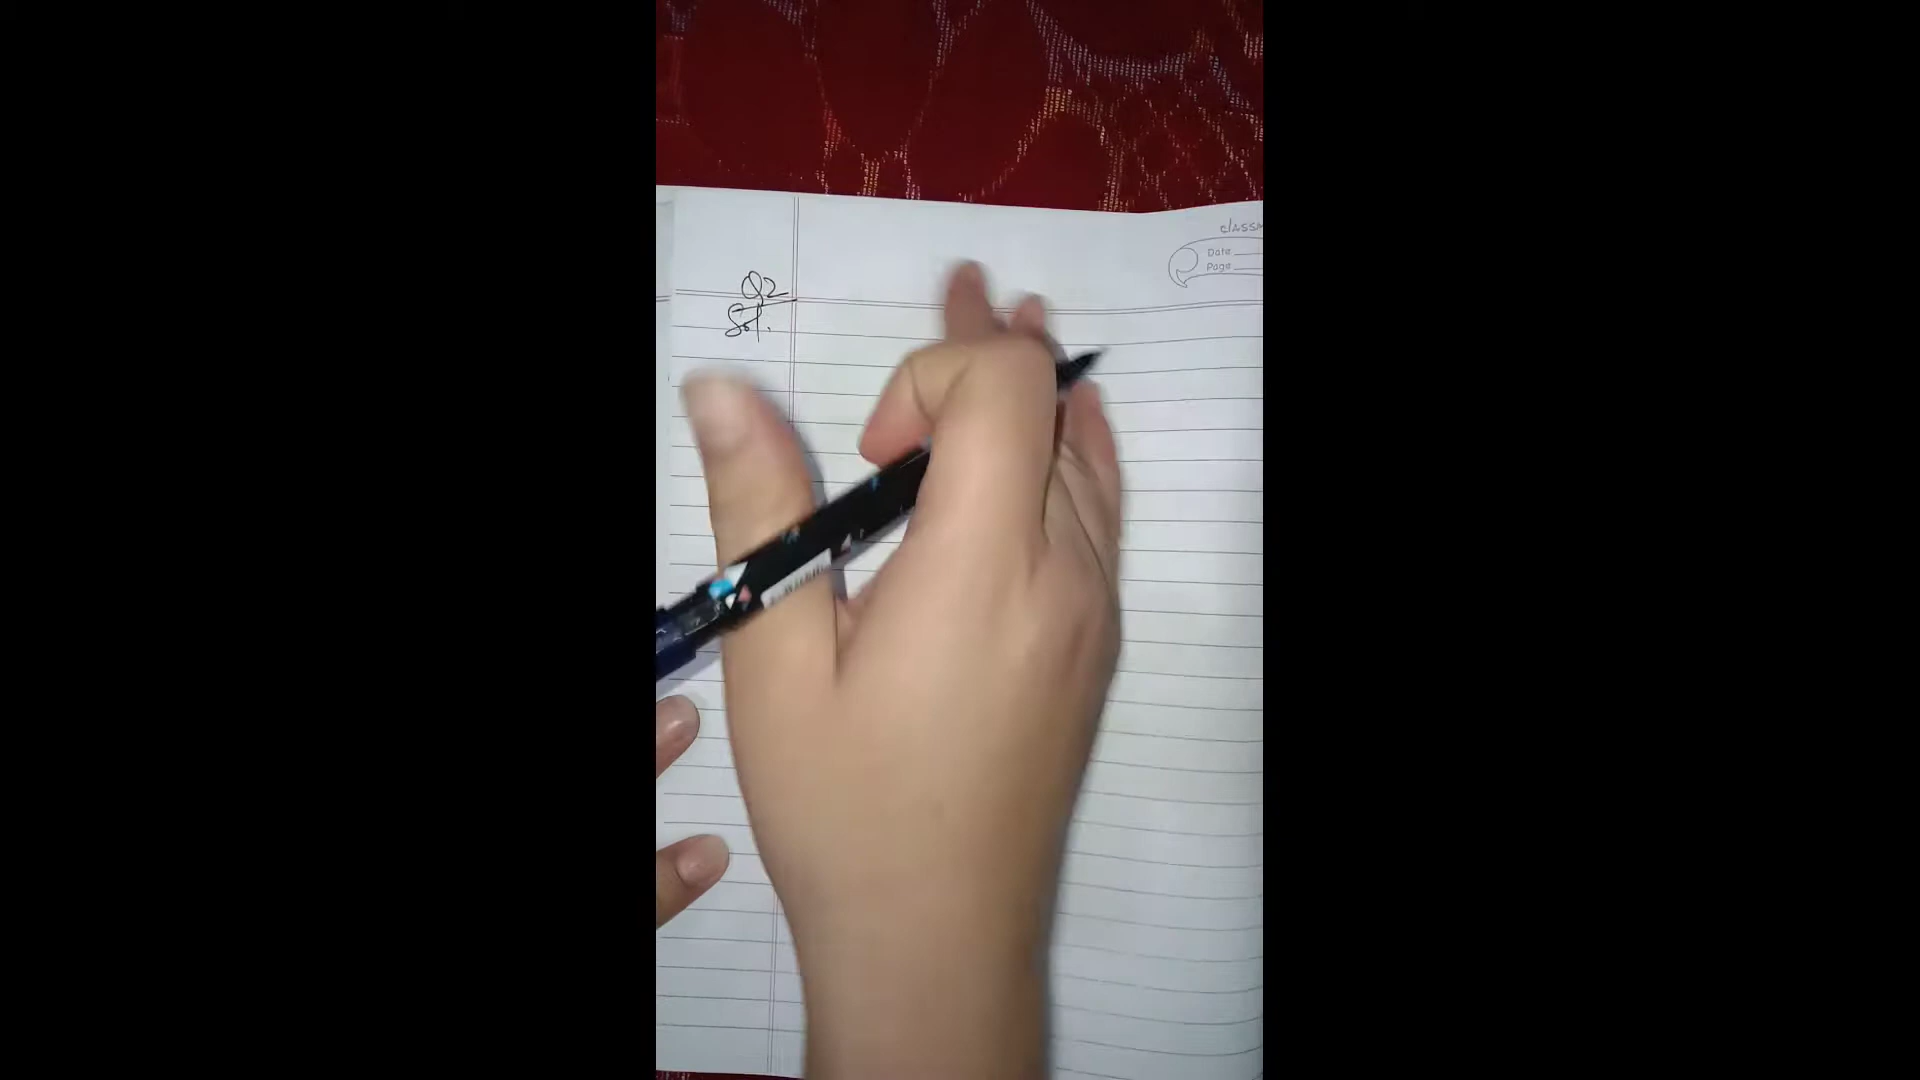 classm
Date
Page
Q2
Sol.